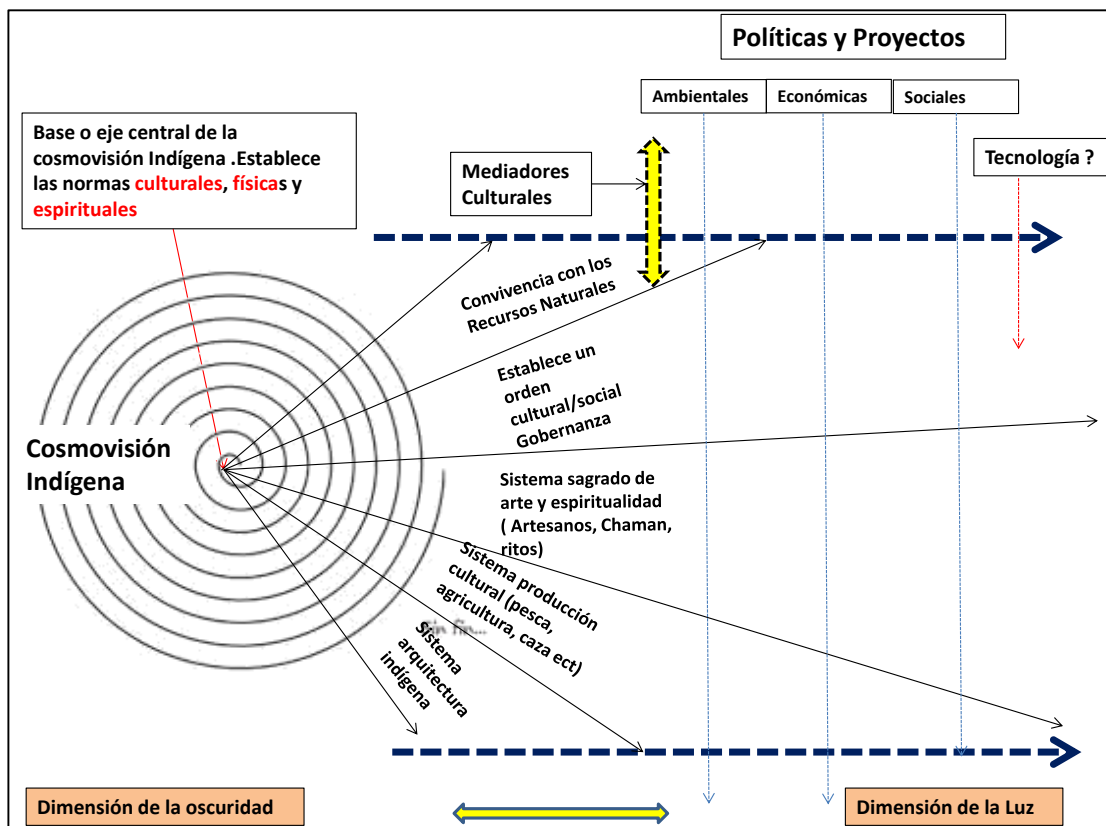 Políticas y Proyectos
Ambientales
Económicas
Sociales
Base o eje central de la
cosmovisión Indígena .Establece
las normas culturales, físicas y
espirituales
Mediadores
Culturales
Tecnología ?
Convivencia con los
Recursos Naturales
Establece un
orden
cultural/social
Gobernanza
Cosmovisión
Indígena
Sistema sagrado de
arte y espiritualidad
( Artesanos, Chaman,
ritos)
Sistema producción
cultural (pesca,
agricultura, caza ect)
Sistema
arquitectura
indígena
fin...
Dimensión de la oscuridad
Dimensión de la Luz